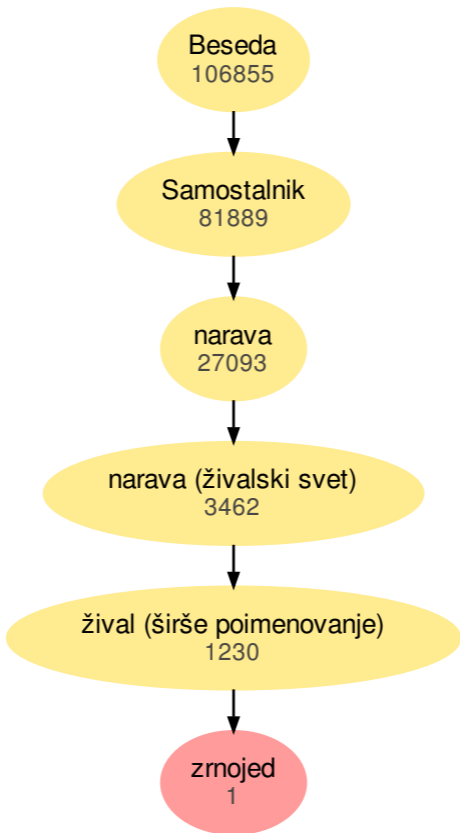 Beseda
106855
Samostalnik
81889
narava
27093
narava (živalski svet)
3462
žival (širše poimenovanje)
1230
zrnojed
1